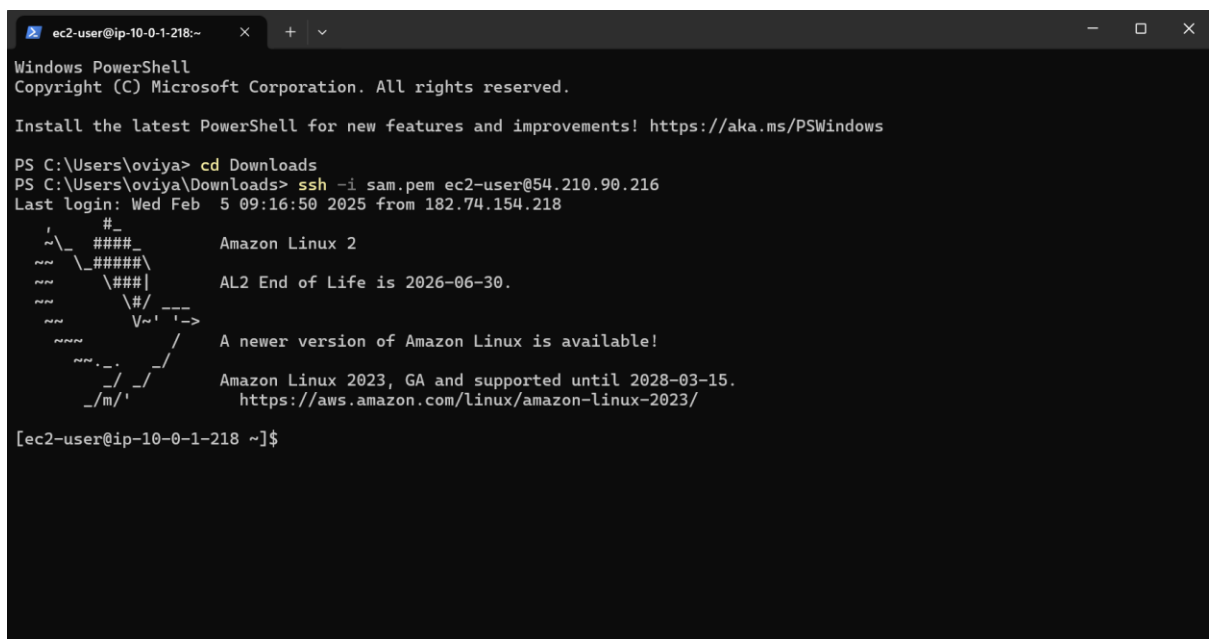 ec2-user@ip-10-0-1-218:~
Windows PowerShell
Copyright (C) Microsoft Corporation. All rights reserved.
Install the latest PowerShell for new features and improvements! https://aka.ms/PSWindows
PS C:\Users\oviya> cd Downloads
PS C:\Users\oviya\Downloads> ssh -i sam.pem ec2-user@54.210.90.216
Last login: Wed Feb  5 09:16:50 2025 from 182.74.154.218
   ,     #_
   ~\_  ####_        Amazon Linux 2
  ~~  \_#####\
  ~~     \###|       AL2 End of Life is 2026-06-30.
  ~~       \#/ ___
   ~~       V~' '->
    ~~~         /    A newer version of Amazon Linux is available!
      ~~._.   _/
         _/ _/       Amazon Linux 2023, GA and supported until 2028-03-15.
       _/m/'           https://aws.amazon.com/linux/amazon-linux-2023/
[ec2-user@ip-10-0-1-218 ~]$